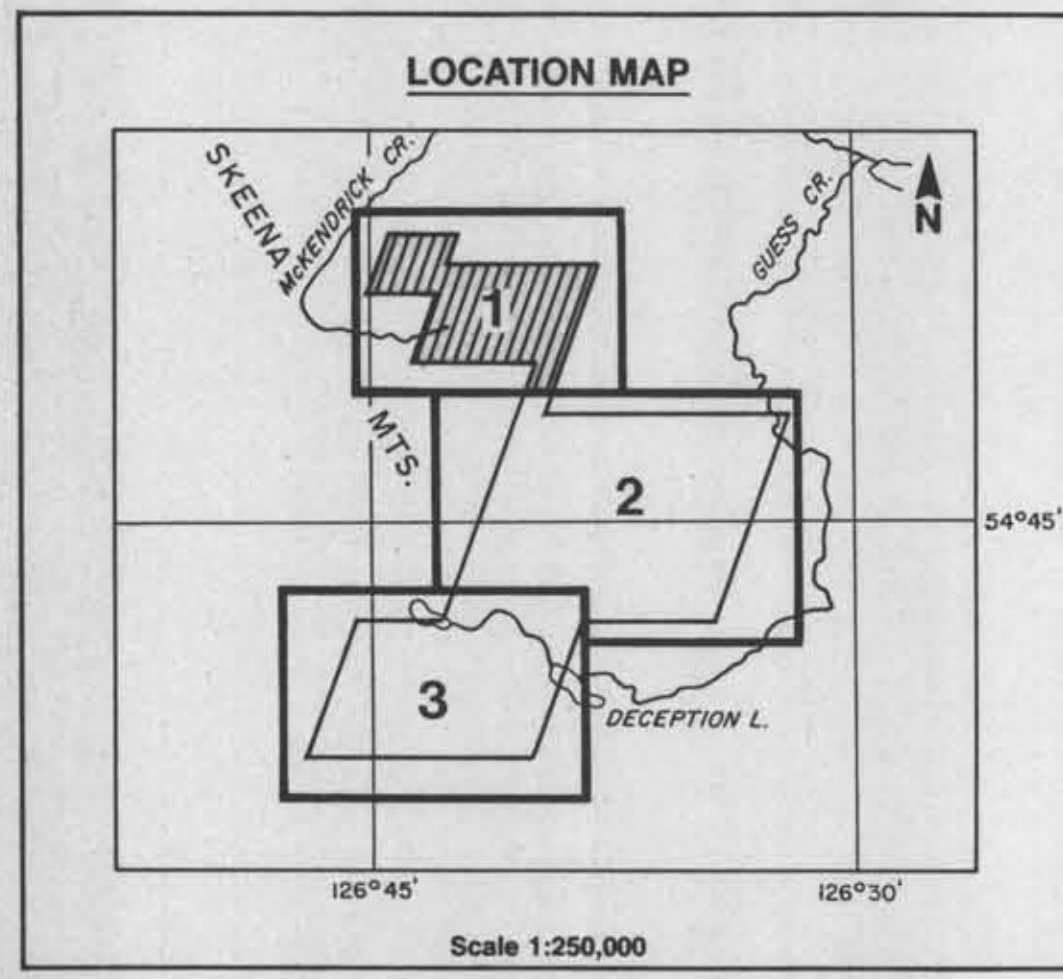 LOCATION MAP
SKEENA
McKENDRICK CR.
GUESS CR.
N
1
MTS.
2
54°45'
3
DECEPTION L.
126°45'
126°30'
Scale 1:250,000